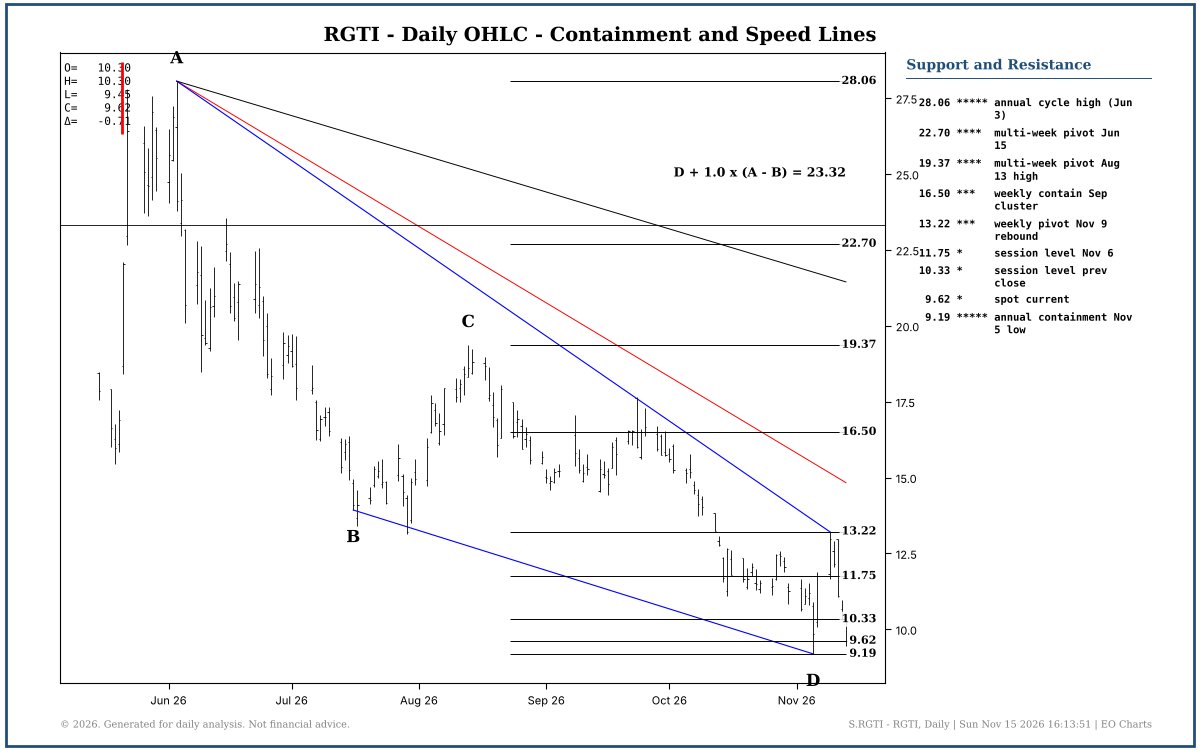 RGTI - Daily OHLC - Containment and Speed Lines
A
O= 10.30
H= 10.30
L= 9.45
C= 9.62
Δ= -0.71
28.06
D + 1.0 x (A - B) = 23.32
22.70
C
19.37
16.50
13.22
B
11.75
10.33
9.62
9.19
D
27.5
25.0
22.5
20.0
17.5
15.0
12.5
10.0
Jun 26
Jul 26
Aug 26
Sep 26
Oct 26
Nov 26
Support and Resistance
28.06 ***** annual cycle high (Jun
3)
22.70 **** multi-week pivot Jun
15
19.37 **** multi-week pivot Aug
13 high
16.50 *** weekly contain Sep
cluster
13.22 *** weekly pivot Nov 9
rebound
11.75 * session level Nov 6
10.33 * session level prev
close
9.62 * spot current
9.19 ***** annual containment Nov
5 low
© 2026. Generated for daily analysis. Not financial advice.
S.RGTI - RGTI, Daily | Sun Nov 15 2026 16:13:51 | EO Charts